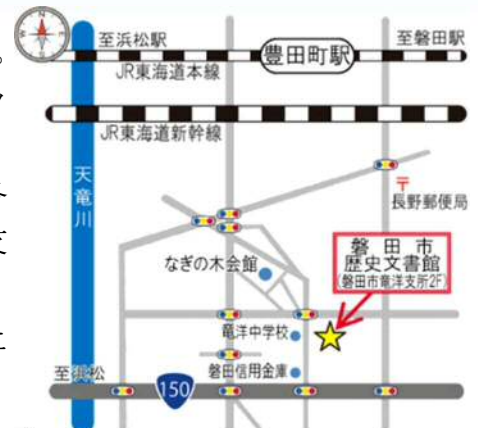 N
至浜松駅
豊田町駅
至磐田駅
JR東海道本線
JR東海道新幹線
天竜川
〒
長野郵便局
なぎの木会館
磐田市
歴史文書館
(磐田市竜洋支所2F)
竜洋中学校
磐田信用金庫
至浜松
150